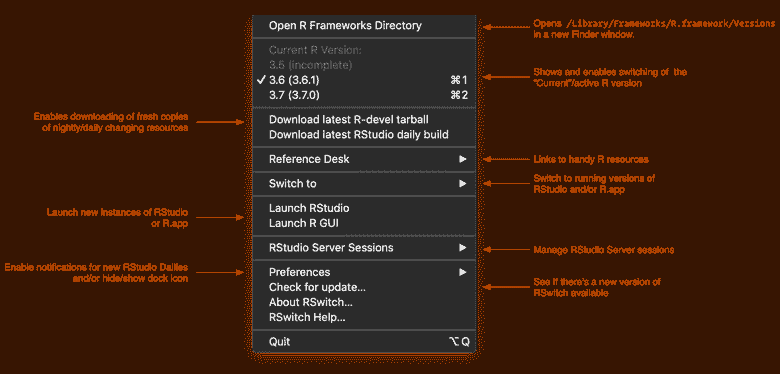 Open R Frameworks Directory
Opens /Library/Frameworks/R.framework/Versions
in a new Finder window.
Current R Version:
3.5 (incomplete)
✓ 3.6 (3.6.1) ⌘1
3.7 (3.7.0) ⌘2
Shows and enables switching of the
"Current"/active R version
Enables downloading of fresh copies
of nightly/daily changing resources
Download latest R-devel tarball
Download latest RStudio daily build
Reference Desk ▶
Links to handy R resources
Switch to ▶
Switch to running versions of
RStudio and/or R.app
Launch new instances of RStudio
or R.app
Launch RStudio
Launch R GUI
RStudio Server Sessions ▶
Manage RStudio Server sessions
Enable notifications for new RStudio Dailies
and/or hide/show dock icon
Preferences ▶
Check for update...
About RSwitch...
RSwitch Help...
See if there's a new version of
RSwitch available
Quit ⌥Q